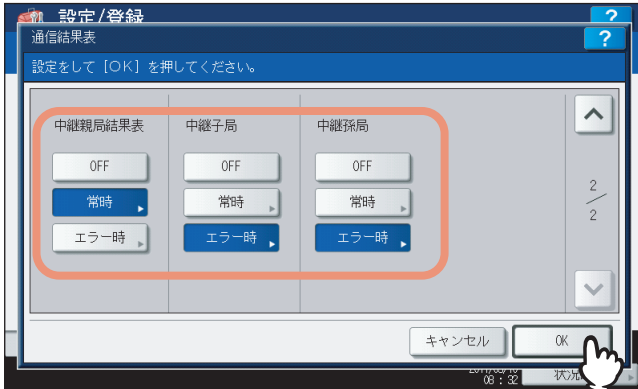 設定/登録
?
通信結果表
?
設定をして [OK] を押してください。
中継親局結果表 中継子局 中継孫局
OFF OFF OFF
常時 常時 常時
エラー時 エラー時 エラー時
2
2
キャンセル OK
08 : 32 状況